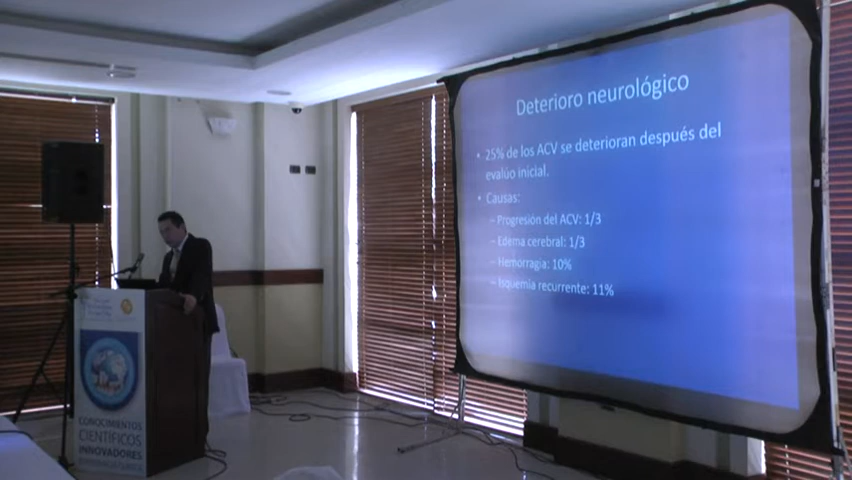 Deterioro neurológico
• 25% de los ACV se deterioran después del
evalúo inicial.
• Causas:
– Progresión del ACV: 1/3
– Edema cerebral: 1/3
– Hemorragia: 10%
– Isquemia recurrente: 11%
CONOCIMIENTOS
CIENTÍFICOS
INNOVADORES